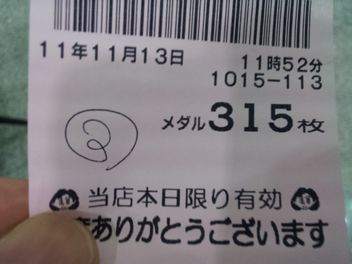 11年11月13日 11時52分
1015-113
メダル315枚
当店本日限り有効
ありがとうございます